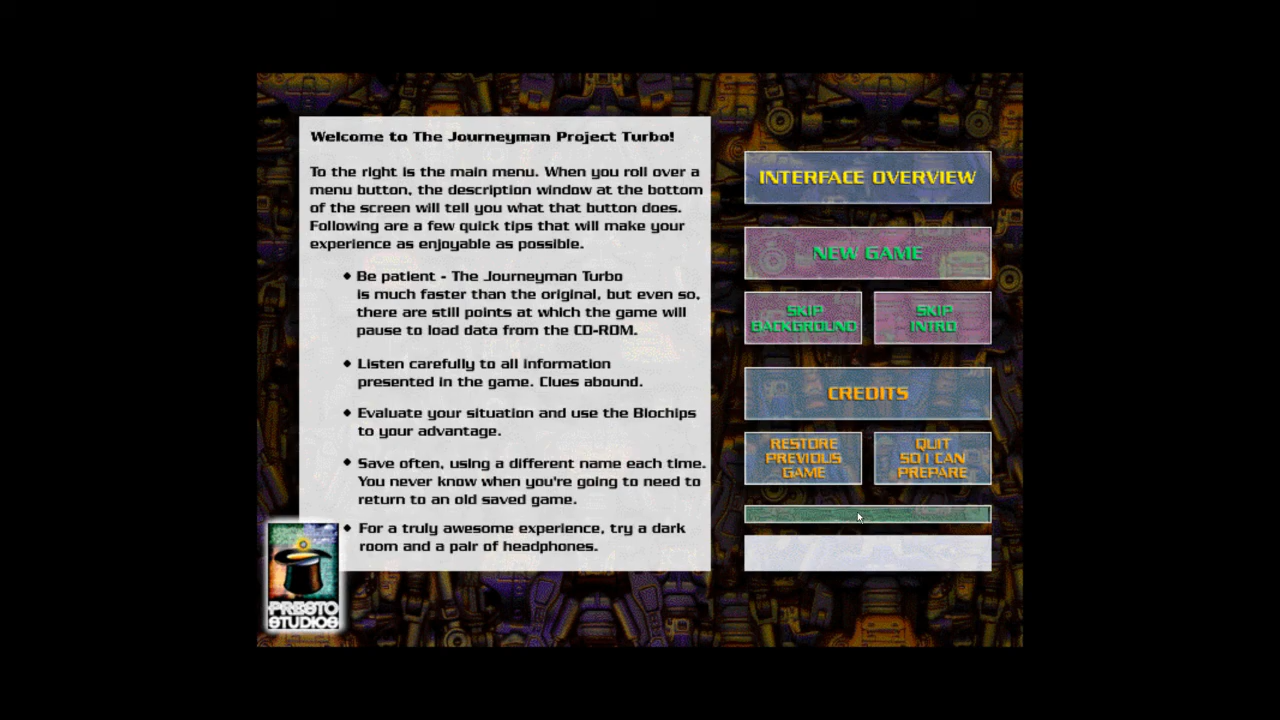 Welcome to The Journeyman Project Turbo!
To the right is the main menu. When you roll over a
menu button, the description window at the bottom
of the screen will tell you what that button does.
Following are a few quick tips that will make your
experience as enjoyable as possible.
• Be patient - The Journeyman Turbo
is much faster than the original, but even so,
there are still points at which the game will
pause to load data from the CD-ROM.
• Listen carefully to all information
presented in the game. Clues abound.
• Evaluate your situation and use the Biochips
to your advantage.
• Save often, using a different name each time.
You never know when you're going to need to
return to an old saved game.
• For a truly awesome experience, try a dark
room and a pair of headphones.
PRESTO
STUDIOS
INTERFACE OVERVIEW
NEW GAME
SKIP
BACKGROUND
SKIP
INTRO
CREDITS
RESTORE
PREVIOUS
GAME
QUIT
SO I CAN
PREPARE